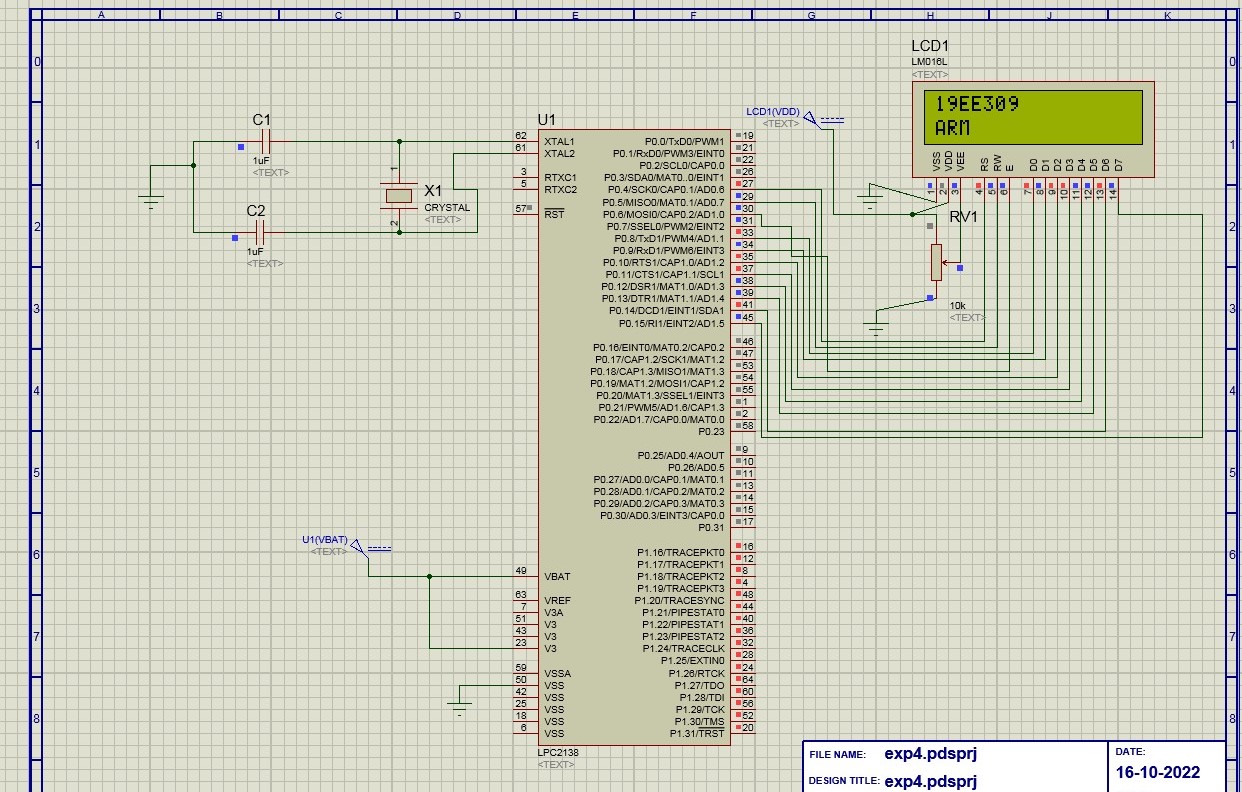 A B C D E F G H J K
0 0
1 1
2 2
3 3
4 4
5 5
6 6
7 7
8 8
LCD1
LM016L
<TEXT>
19EE309
ARM
VSS VDD VEE RS RW E D0 D1 D2 D3 D4 D5 D6 D7
1 2 3 4 5 6 7 8 9 10 11 12 13 14
LCD1(VDD)
<TEXT>
RV1
10k
<TEXT>
C1
1uF
<TEXT>
C2
1uF
<TEXT>
1
X1
CRYSTAL
<TEXT>
2
U1
62 XTAL1
61 XTAL2
3 RTXC1
5 RTXC2
57 RST
U1(VBAT)
<TEXT>
49 VBAT
63 VREF
7 V3A
51 V3
43 V3
23 V3
59 VSSA
50 VSS
42 VSS
25 VSS
18 VSS
6 VSS
P0.0/TxD0/PWM1 19
P0.1/RxD0/PWM3/EINT0 21
P0.2/SCL0/CAP0.0 22
P0.3/SDA0/MAT0..0/EINT1 26
P0.4/SCK0/CAP0.1/AD0.6 27
P0.5/MISO0/MAT0.1/AD0.7 29
P0.6/MOSI0/CAP0.2/AD1.0 30
P0.7/SSEL0/PWM2/EINT2 31
P0.8/TxD1/PWM4/AD1.1 33
P0.9/RxD1/PWM6/EINT3 34
P0.10/RTS1/CAP1.0/AD1.2 35
P0.11/CTS1/CAP1.1/SCL1 37
P0.12/DSR1/MAT1.0/AD1.3 38
P0.13/DTR1/MAT1.1/AD1.4 39
P0.14/DCD1/EINT1/SDA1 41
P0.15/RI1/EINT2/AD1.5 45
P0.16/EINT0/MAT0.2/CAP0.2 46
P0.17/CAP1.2/SCK1/MAT1.2 47
P0.18/CAP1.3/MISO1/MAT1.3 53
P0.19/MAT1.2/MOSI1/CAP1.2 54
P0.20/MAT1.3/SSEL1/EINT3 55
P0.21/PWM5/AD1.6/CAP1.3 1
P0.22/AD1.7/CAP0.0/MAT0.0 2
P0.23 58
P0.25/AD0.4/AOUT 9
P0.26/AD0.5 10
P0.27/AD0.0/CAP0.1/MAT0.1 11
P0.28/AD0.1/CAP0.2/MAT0.2 13
P0.29/AD0.2/CAP0.3/MAT0.3 14
P0.30/AD0.3/EINT3/CAP0.0 15
P0.31 17
P1.16/TRACEPKT0 16
P1.17/TRACEPKT1 12
P1.18/TRACEPKT2 8
P1.19/TRACEPKT3 4
P1.20/TRACESYNC 48
P1.21/PIPESTAT0 44
P1.22/PIPESTAT1 40
P1.23/PIPESTAT2 36
P1.24/TRACECLK 32
P1.25/EXTIN0 28
P1.26/RTCK 24
P1.27/TDO 64
P1.28/TDI 60
P1.29/TCK 56
P1.30/TMS 52
P1.31/TRST 20
LPC2138
<TEXT>
FILE NAME: exp4.pdsprj
DESIGN TITLE: exp4.pdsprj
DATE:
16-10-2022